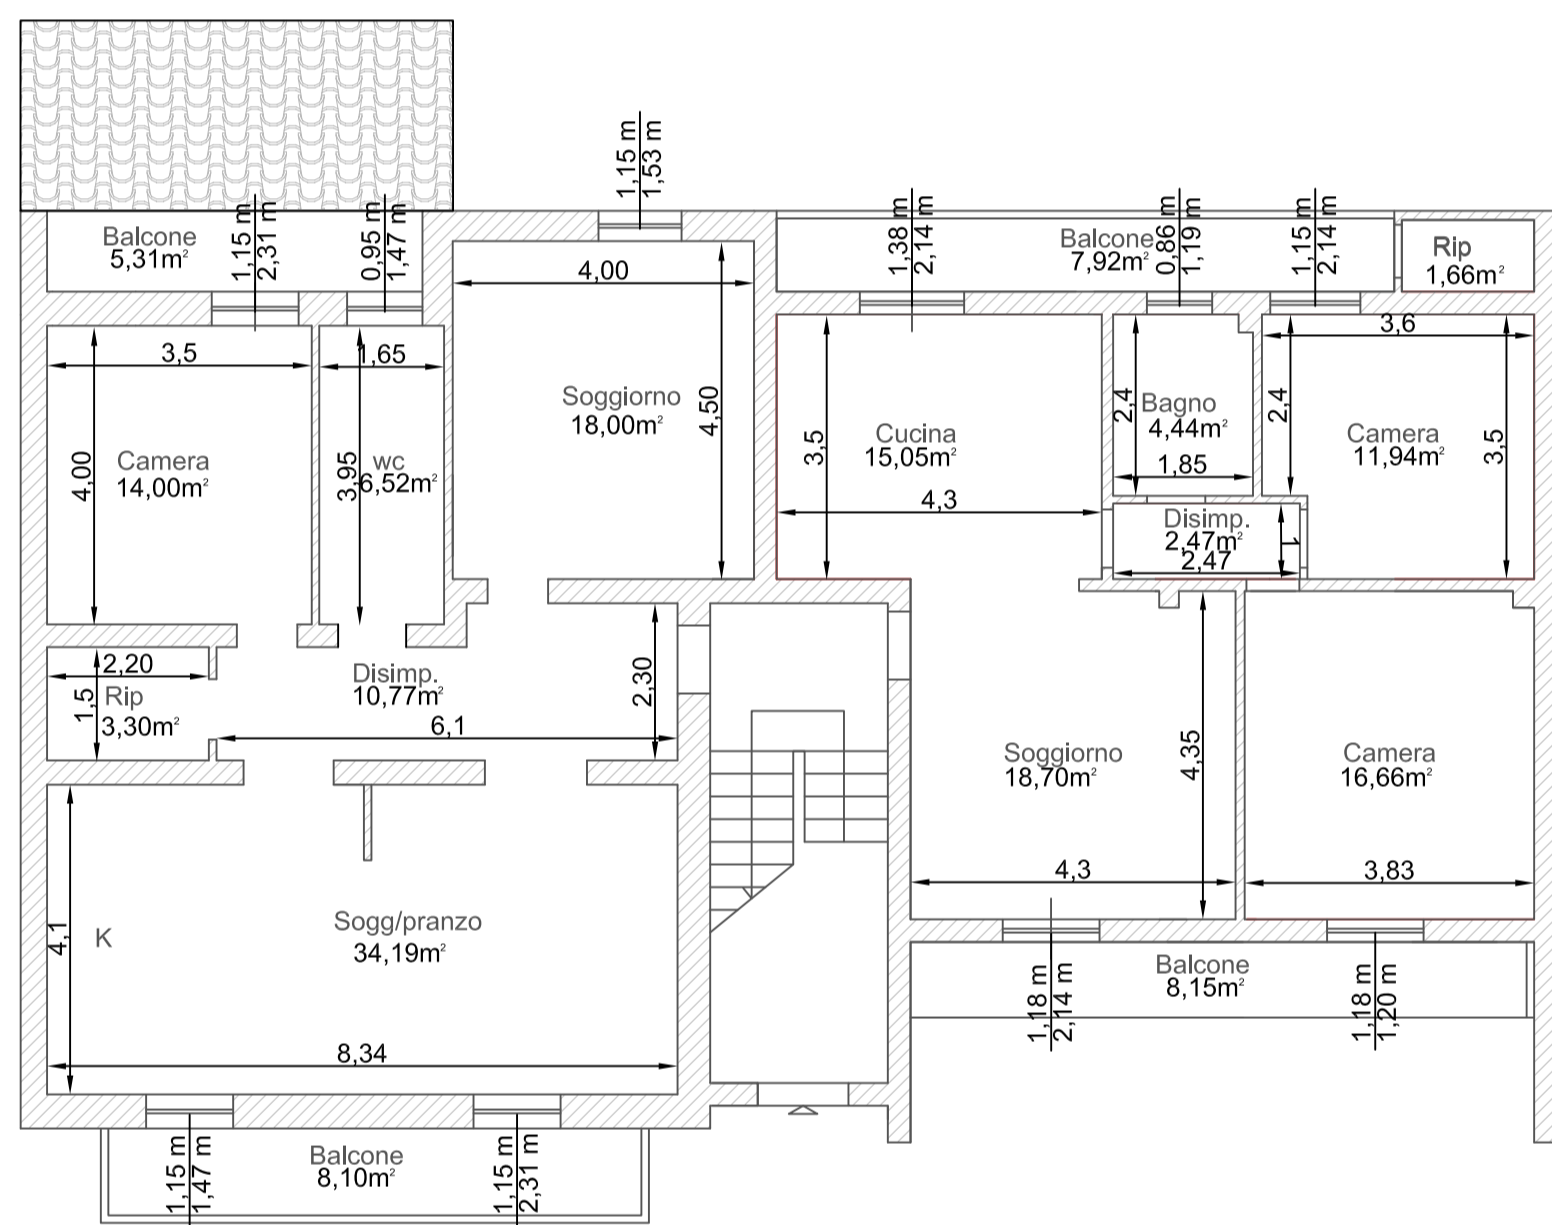 1,15 m
1,53 m
Balcone
5,31m²
1,15 m
2,31 m
0,95 m
1,47 m
1,38 m
2,14 m
Balcone
7,92m²
0,86 m
1,19 m
1,15 m
2,14 m
Rip
1,66m²
4,00
3,5
1,65
3,6
Soggiorno
18,00m²
4,50
3,5
Cucina
15,05m²
4,3
2,4
Bagno
4,44m²
1,85
2,4
Camera
11,94m²
3,5
4,00
Camera
14,00m²
3,95
wc
6,52m²
Disimp.
2,47m²
2,47
1
2,20
1,5
Rip
3,30m²
Disimp.
10,77m²
6,1
2,30
Soggiorno
18,70m²
4,35
4,3
Camera
16,66m²
3,83
4,1
K
Sogg/pranzo
34,19m²
8,34
1,18 m
2,14 m
Balcone
8,15m²
1,18 m
1,20 m
1,15 m
1,47 m
Balcone
8,10m²
1,15 m
2,31 m